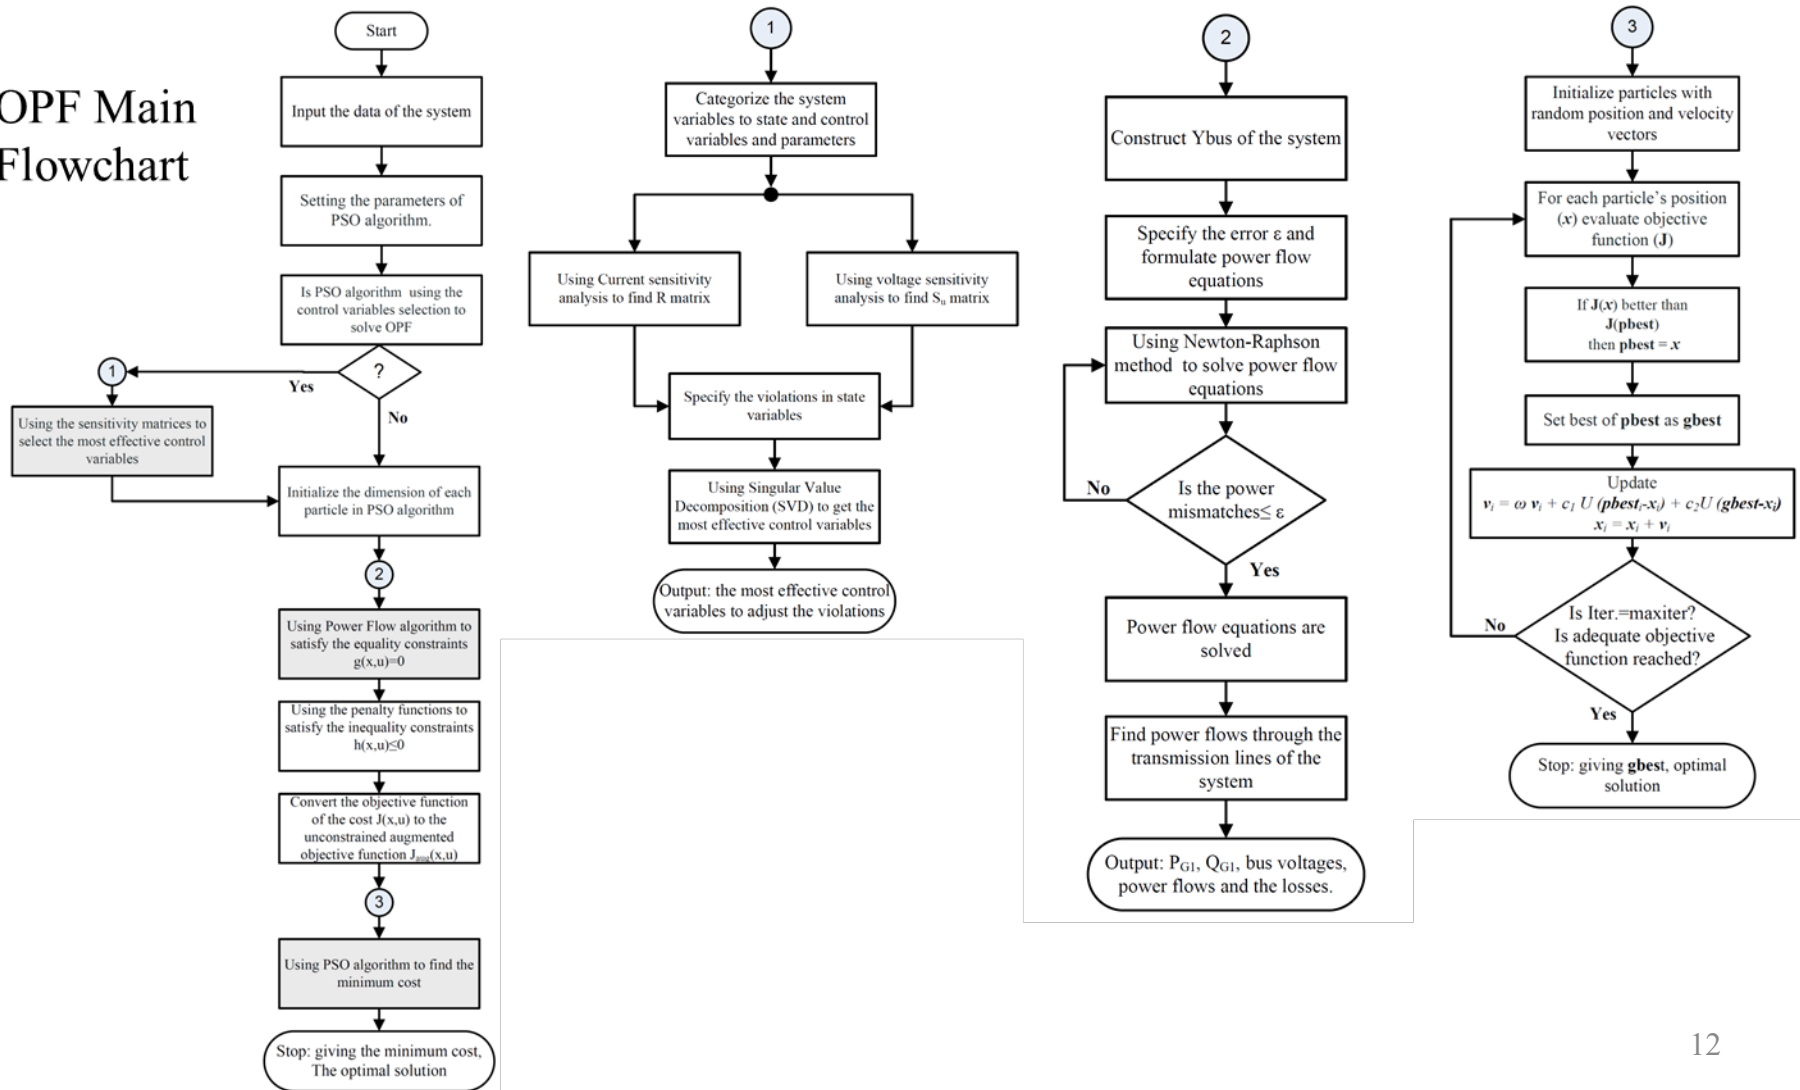 OPF Main
Flowchart
Start
Input the data of the system
Setting the parameters of
PSO algorithm.
Is PSO algorithm using the
control variables selection to
solve OPF
?
Yes
No
1
Using the sensitivity matrices to
select the most effective control
variables
Initialize the dimension of each
particle in PSO algorithm
2
Using Power Flow algorithm to
satisfy the equality constraints
g(x,u)=0
Using the penalty functions to
satisfy the inequality constraints
h(x,u)≤0
Convert the objective function
of the cost J(x,u) to the
unconstrained augmented
objective function Jaug(x,u)
3
Using PSO algorithm to find the
minimum cost
Stop: giving the minimum cost,
The optimal solution
1
Categorize the system
variables to state and control
variables and parameters
Using Current sensitivity
analysis to find R matrix
Using voltage sensitivity
analysis to find Su matrix
Specify the violations in state
variables
Using Singular Value
Decomposition (SVD) to get the
most effective control variables
Output: the most effective control
variables to adjust the violations
2
Construct Ybus of the system
Specify the error ε and
formulate power flow
equations
Using Newton-Raphson
method to solve power flow
equations
Is the power
mismatches≤ ε
No
Yes
Power flow equations are
solved
Find power flows through the
transmission lines of the
system
Output: PG1, QG1, bus voltages,
power flows and the losses.
3
Initialize particles with
random position and velocity
vectors
For each particle's position
(x) evaluate objective
function (J)
If J(x) better than
J(pbest)
then pbest = x
Set best of pbest as gbest
Update
vi = ω vi + c1 U (pbesti-xi) + c2U (gbest-xi)
xi = xi + vi
Is Iter.=maxiter?
Is adequate objective
function reached?
No
Yes
Stop: giving gbest, optimal
solution
12